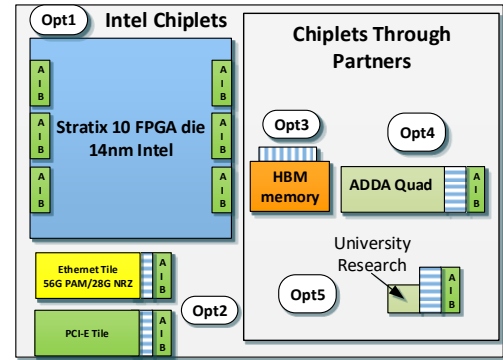 Opt1
Intel Chiplets
A
I
B
A
I
B
A
I
B
Stratix 10 FPGA die
14nm Intel
A
I
B
A
I
B
A
I
B
Ethernet Tile
56G PAM/28G NRZ
A
I
B
Opt2
PCI-E Tile
A
I
B
Chiplets Through
Partners
Opt3
HBM
memory
Opt4
ADDA Quad
A
I
B
University
Research
Opt5
A
I
B